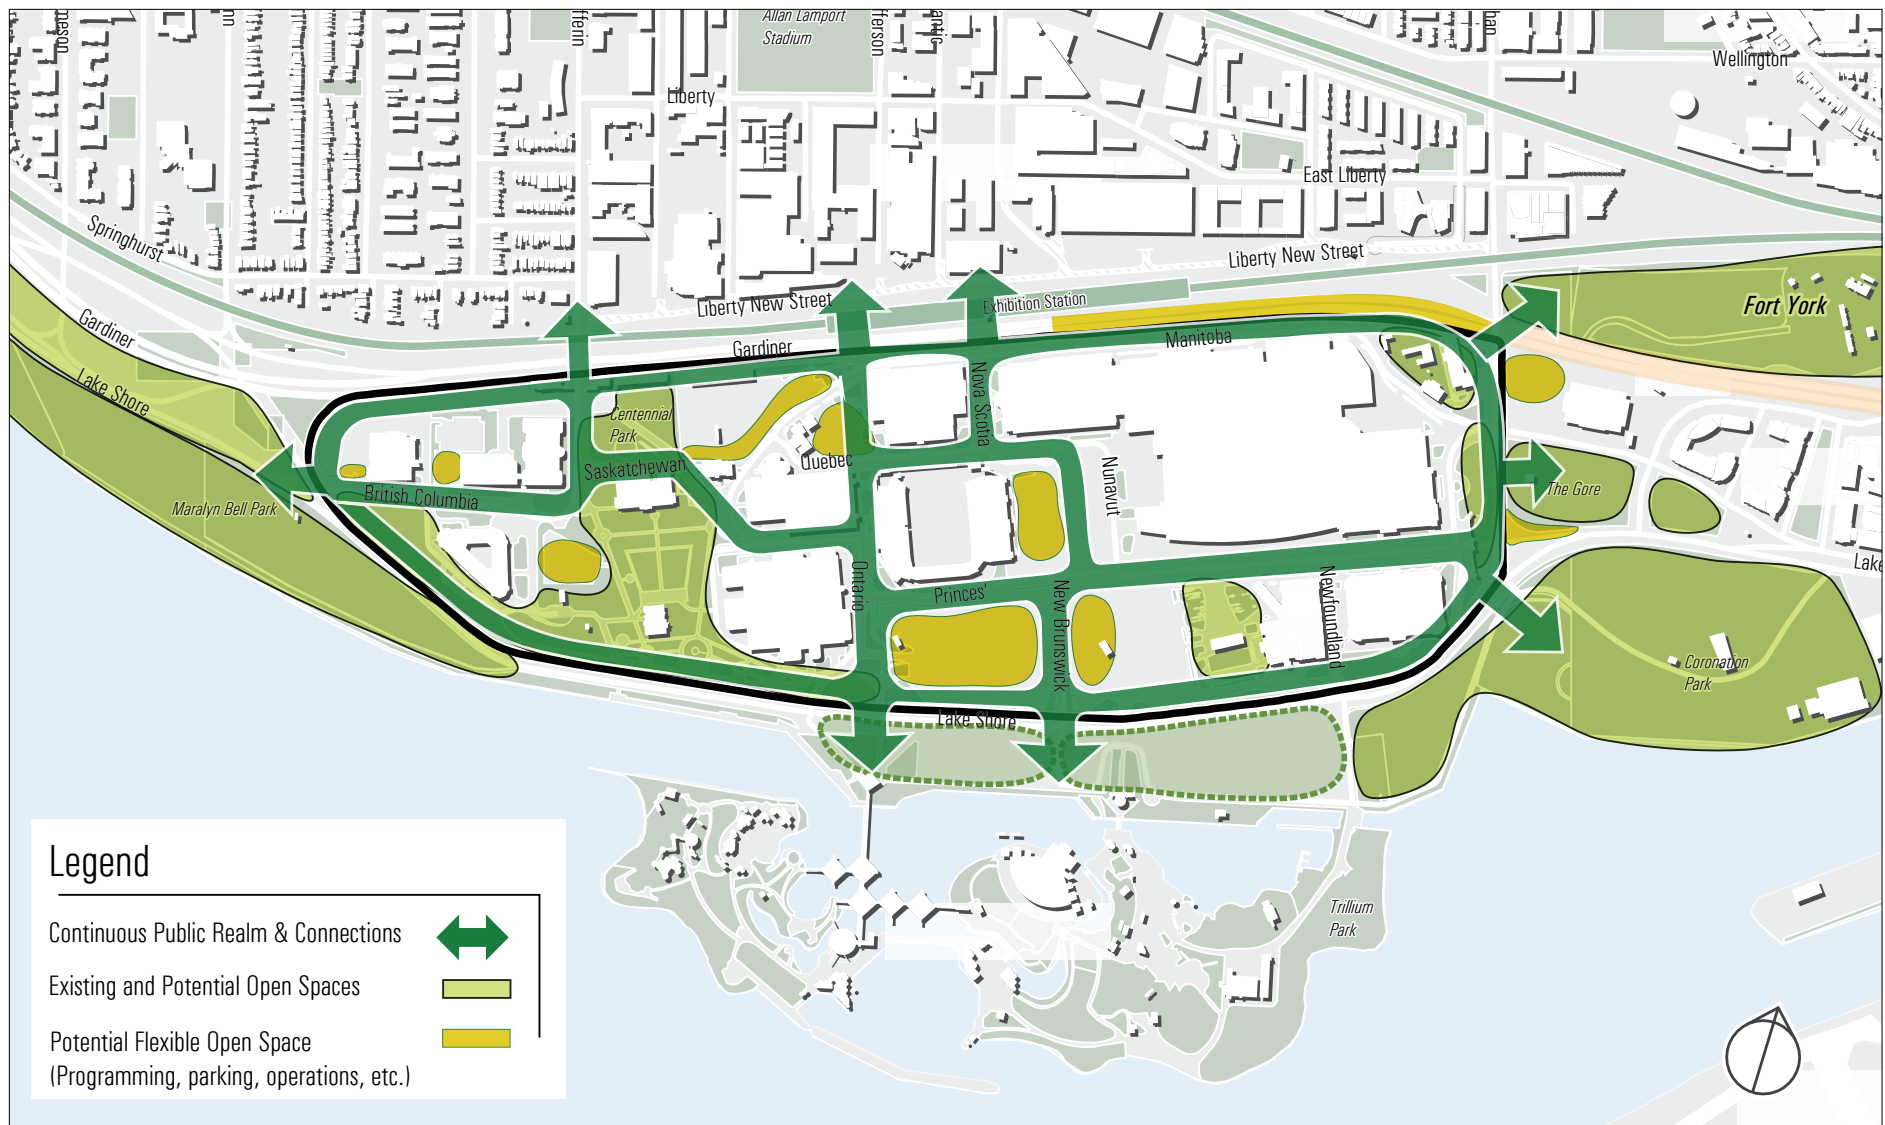 Allan Lamport
Stadium
fferin
fferson
antic
Wellington
Liberty
East Liberty
Springhurst
Liberty New Street
Liberty New Street
Exhibition Station
Fort York
Gardiner
Gardiner
Manitoba
Lake Shore
Nova Scotia
Centennial
Park
Quebec
Saskatchewan
Nunavut
British Columbia
Maralyn Bell Park
The Gore
Ontario
Princes'
New Brunswick
Newfoundland
Lake
Coronation
Park
Lake Shore
Trillium
Park
Legend
Continuous Public Realm & Connections
Existing and Potential Open Spaces
Potential Flexible Open Space
(Programming, parking, operations, etc.)